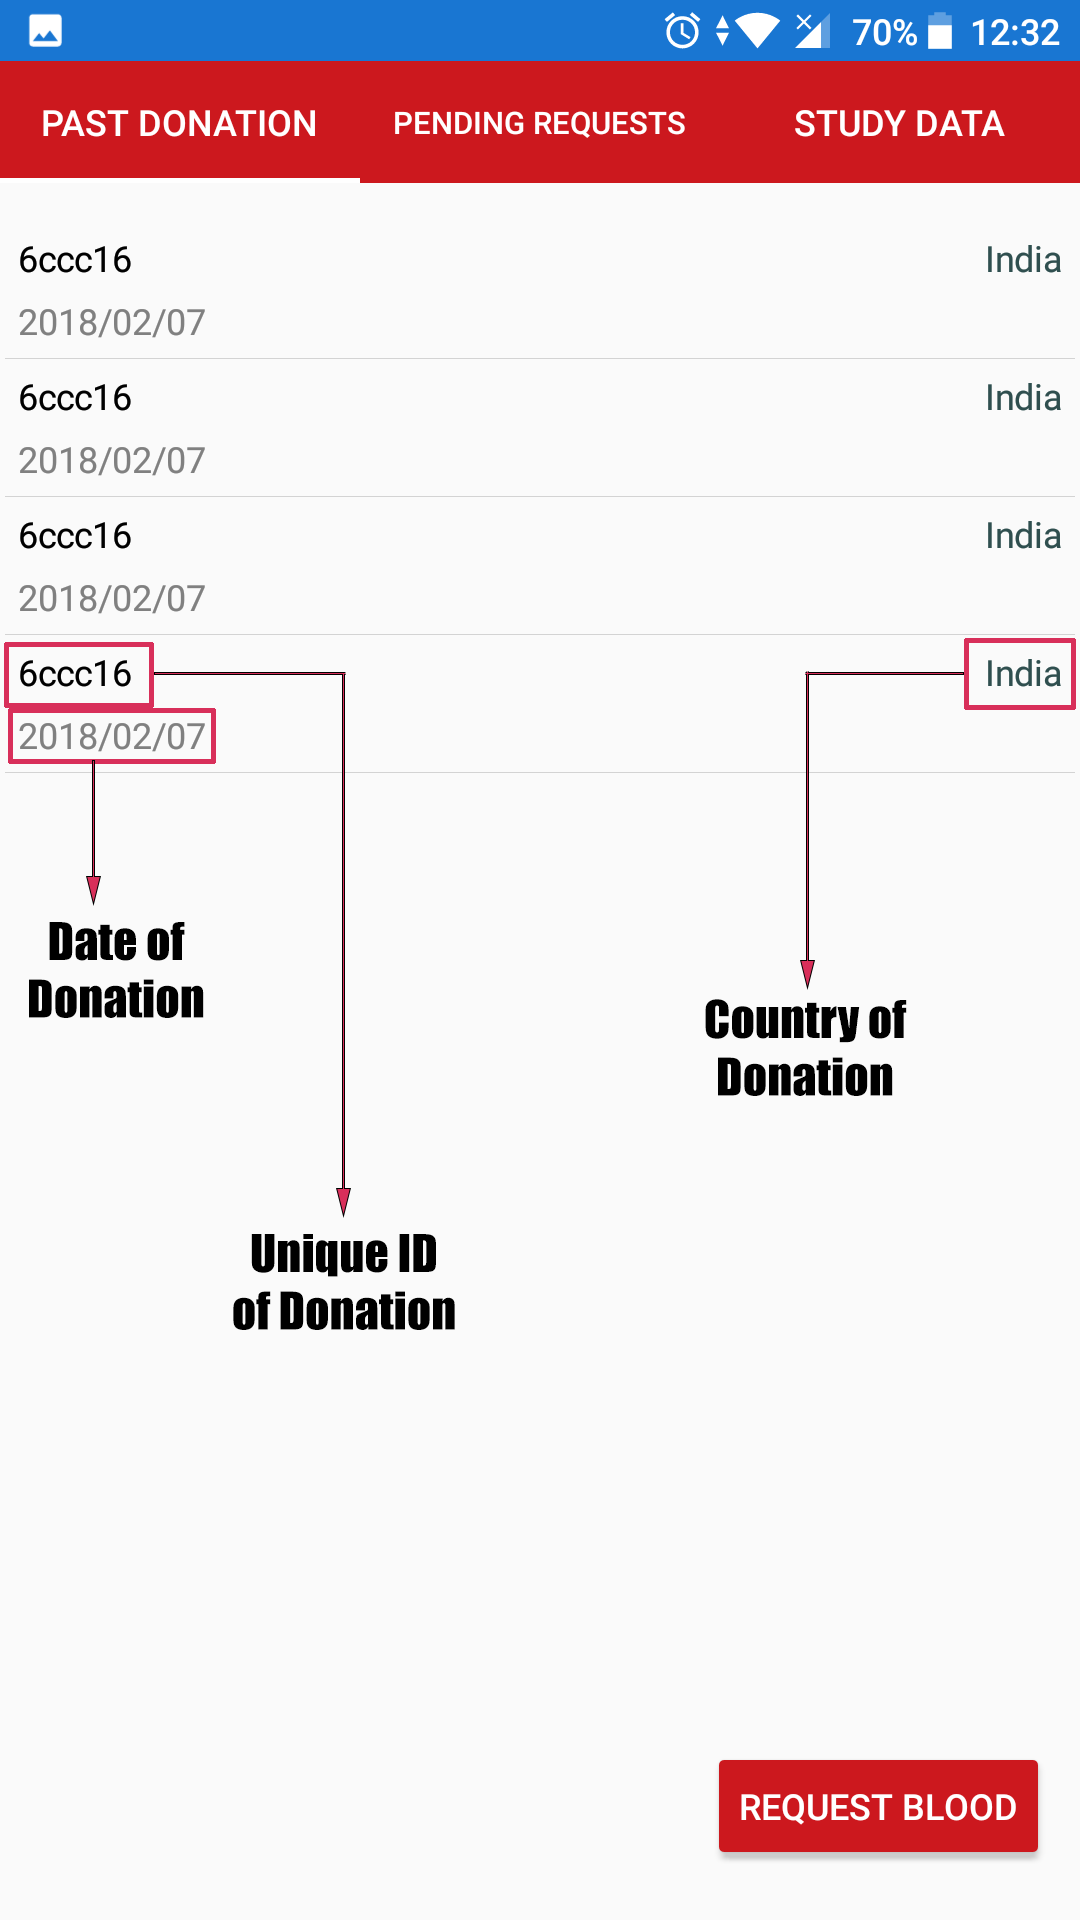 70% 12:32
PAST DONATION PENDING REQUESTS STUDY DATA
6ccc16 India
2018/02/07
6ccc16 India
2018/02/07
6ccc16 India
2018/02/07
6ccc16 India
2018/02/07
Date of
Donation
Country of
Donation
Unique ID
of Donation
REQUEST BLOOD